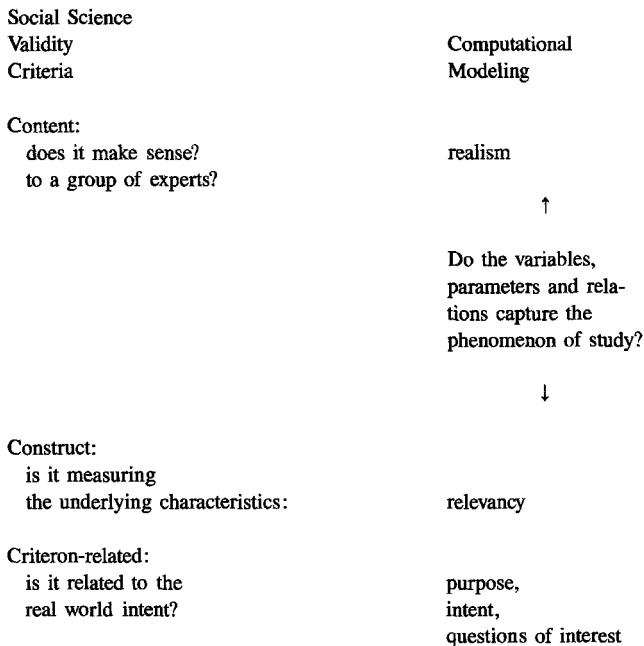 Social Science
Validity
Criteria
Computational
Modeling
Content:
does it make sense?
to a group of experts?
realism
↑
Do the variables,
parameters and rela-
tions capture the
phenomenon of study?
↓
Construct:
is it measuring
the underlying characteristics:
relevancy
Criteron-related:
is it related to the
real world intent?
purpose,
intent,
questions of interest